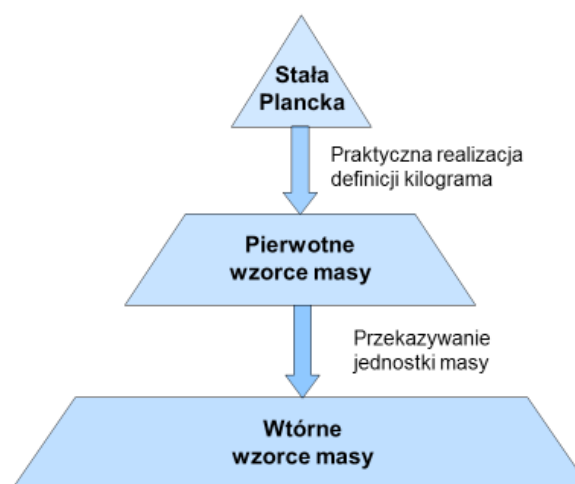 Stała
Plancka
Praktyczna realizacja
definicji kilograma
Pierwotne
wzorce masy
Przekazywanie
jednostki masy
Wtórne
wzorce masy